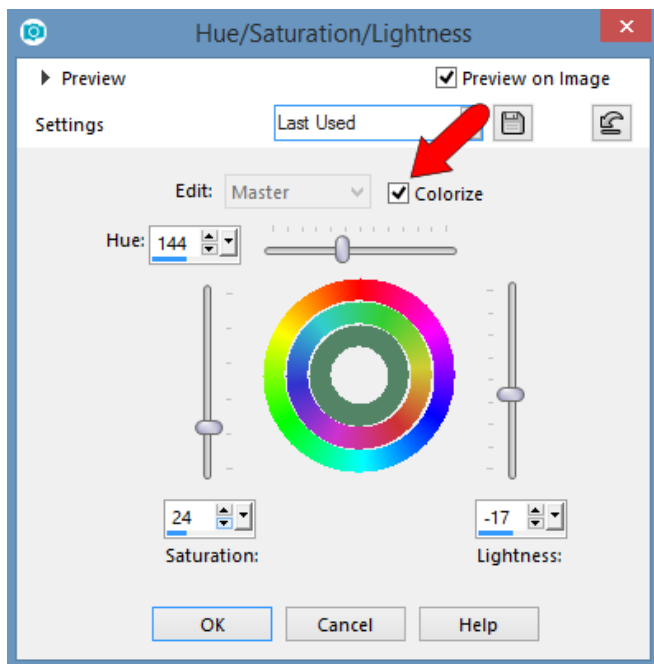 Hue/Saturation/Lightness
Preview
Preview on Image
Settings
Last Used
Edit: Master
Colorize
Hue: 144
24
Saturation:
-17
Lightness:
OK
Cancel
Help